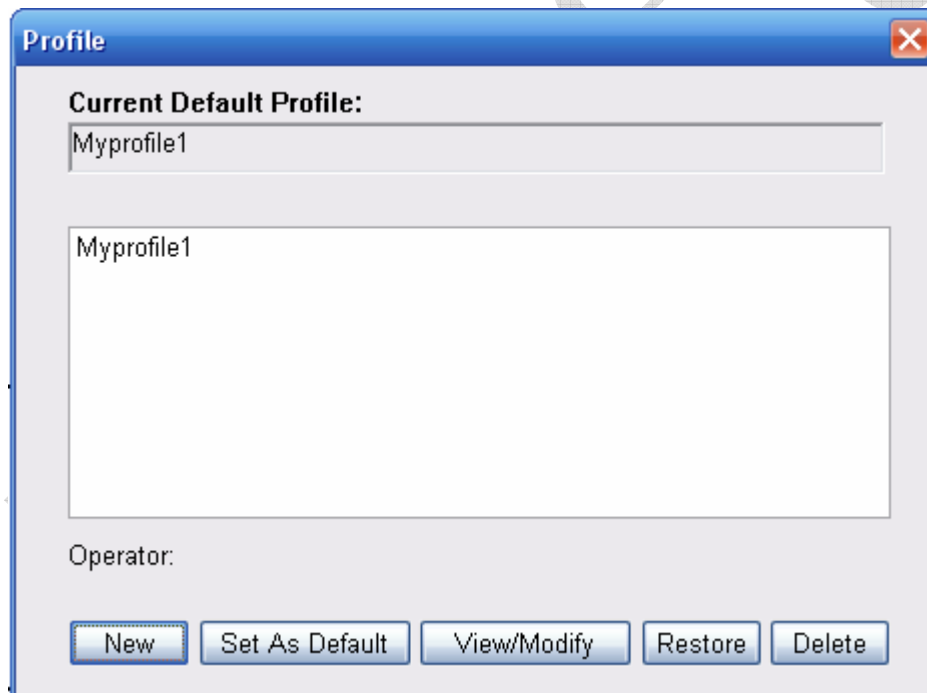 Profile
Current Default Profile:
Myprofile1
Myprofile1
Operator:
New Set As Default View/Modify Restore Delete